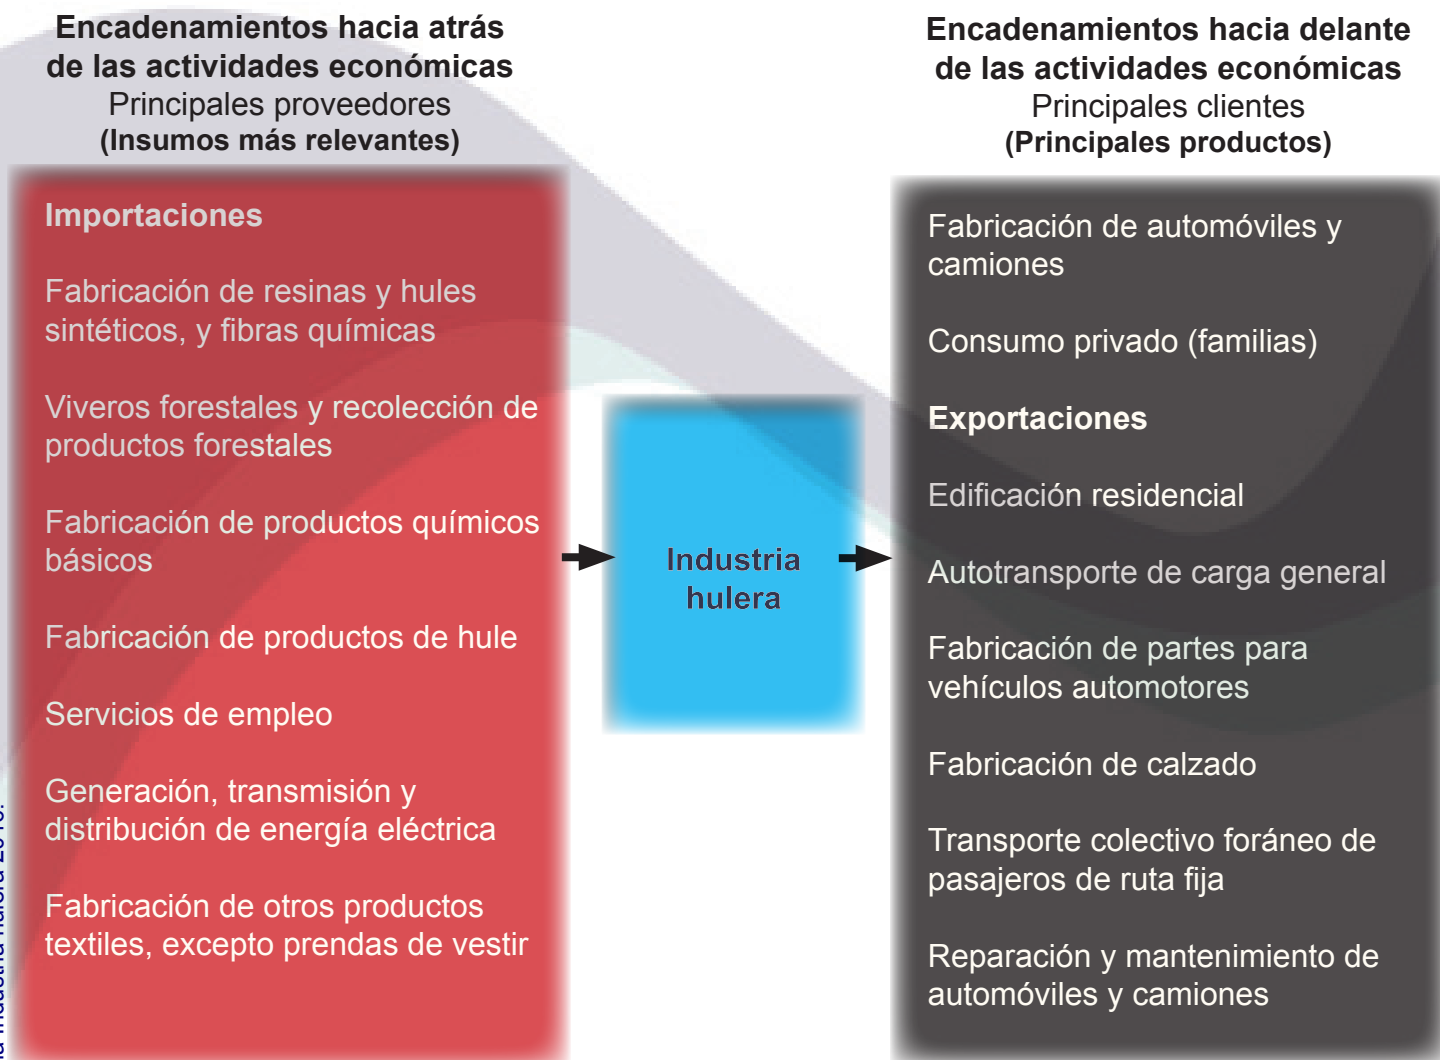 Encadenamientos hacia atrás
de las actividades económicas
Principales proveedores
(Insumos más relevantes)
Importaciones
Fabricación de resinas y hules
sintéticos, y fibras químicas
Viveros forestales y recolección de
productos forestales
Fabricación de productos químicos
básicos
Fabricación de productos de hule
Servicios de empleo
Generación, transmisión y
distribución de energía eléctrica
Fabricación de otros productos
textiles, excepto prendas de vestir
Industria
hulera
Encadenamientos hacia delante
de las actividades económicas
Principales clientes
(Principales productos)
Fabricación de automóviles y
camiones
Consumo privado (familias)
Exportaciones
Edificación residencial
Autotransporte de carga general
Fabricación de partes para
vehículos automotores
Fabricación de calzado
Transporte colectivo foráneo de
pasajeros de ruta fija
Reparación y mantenimiento de
automóviles y camiones